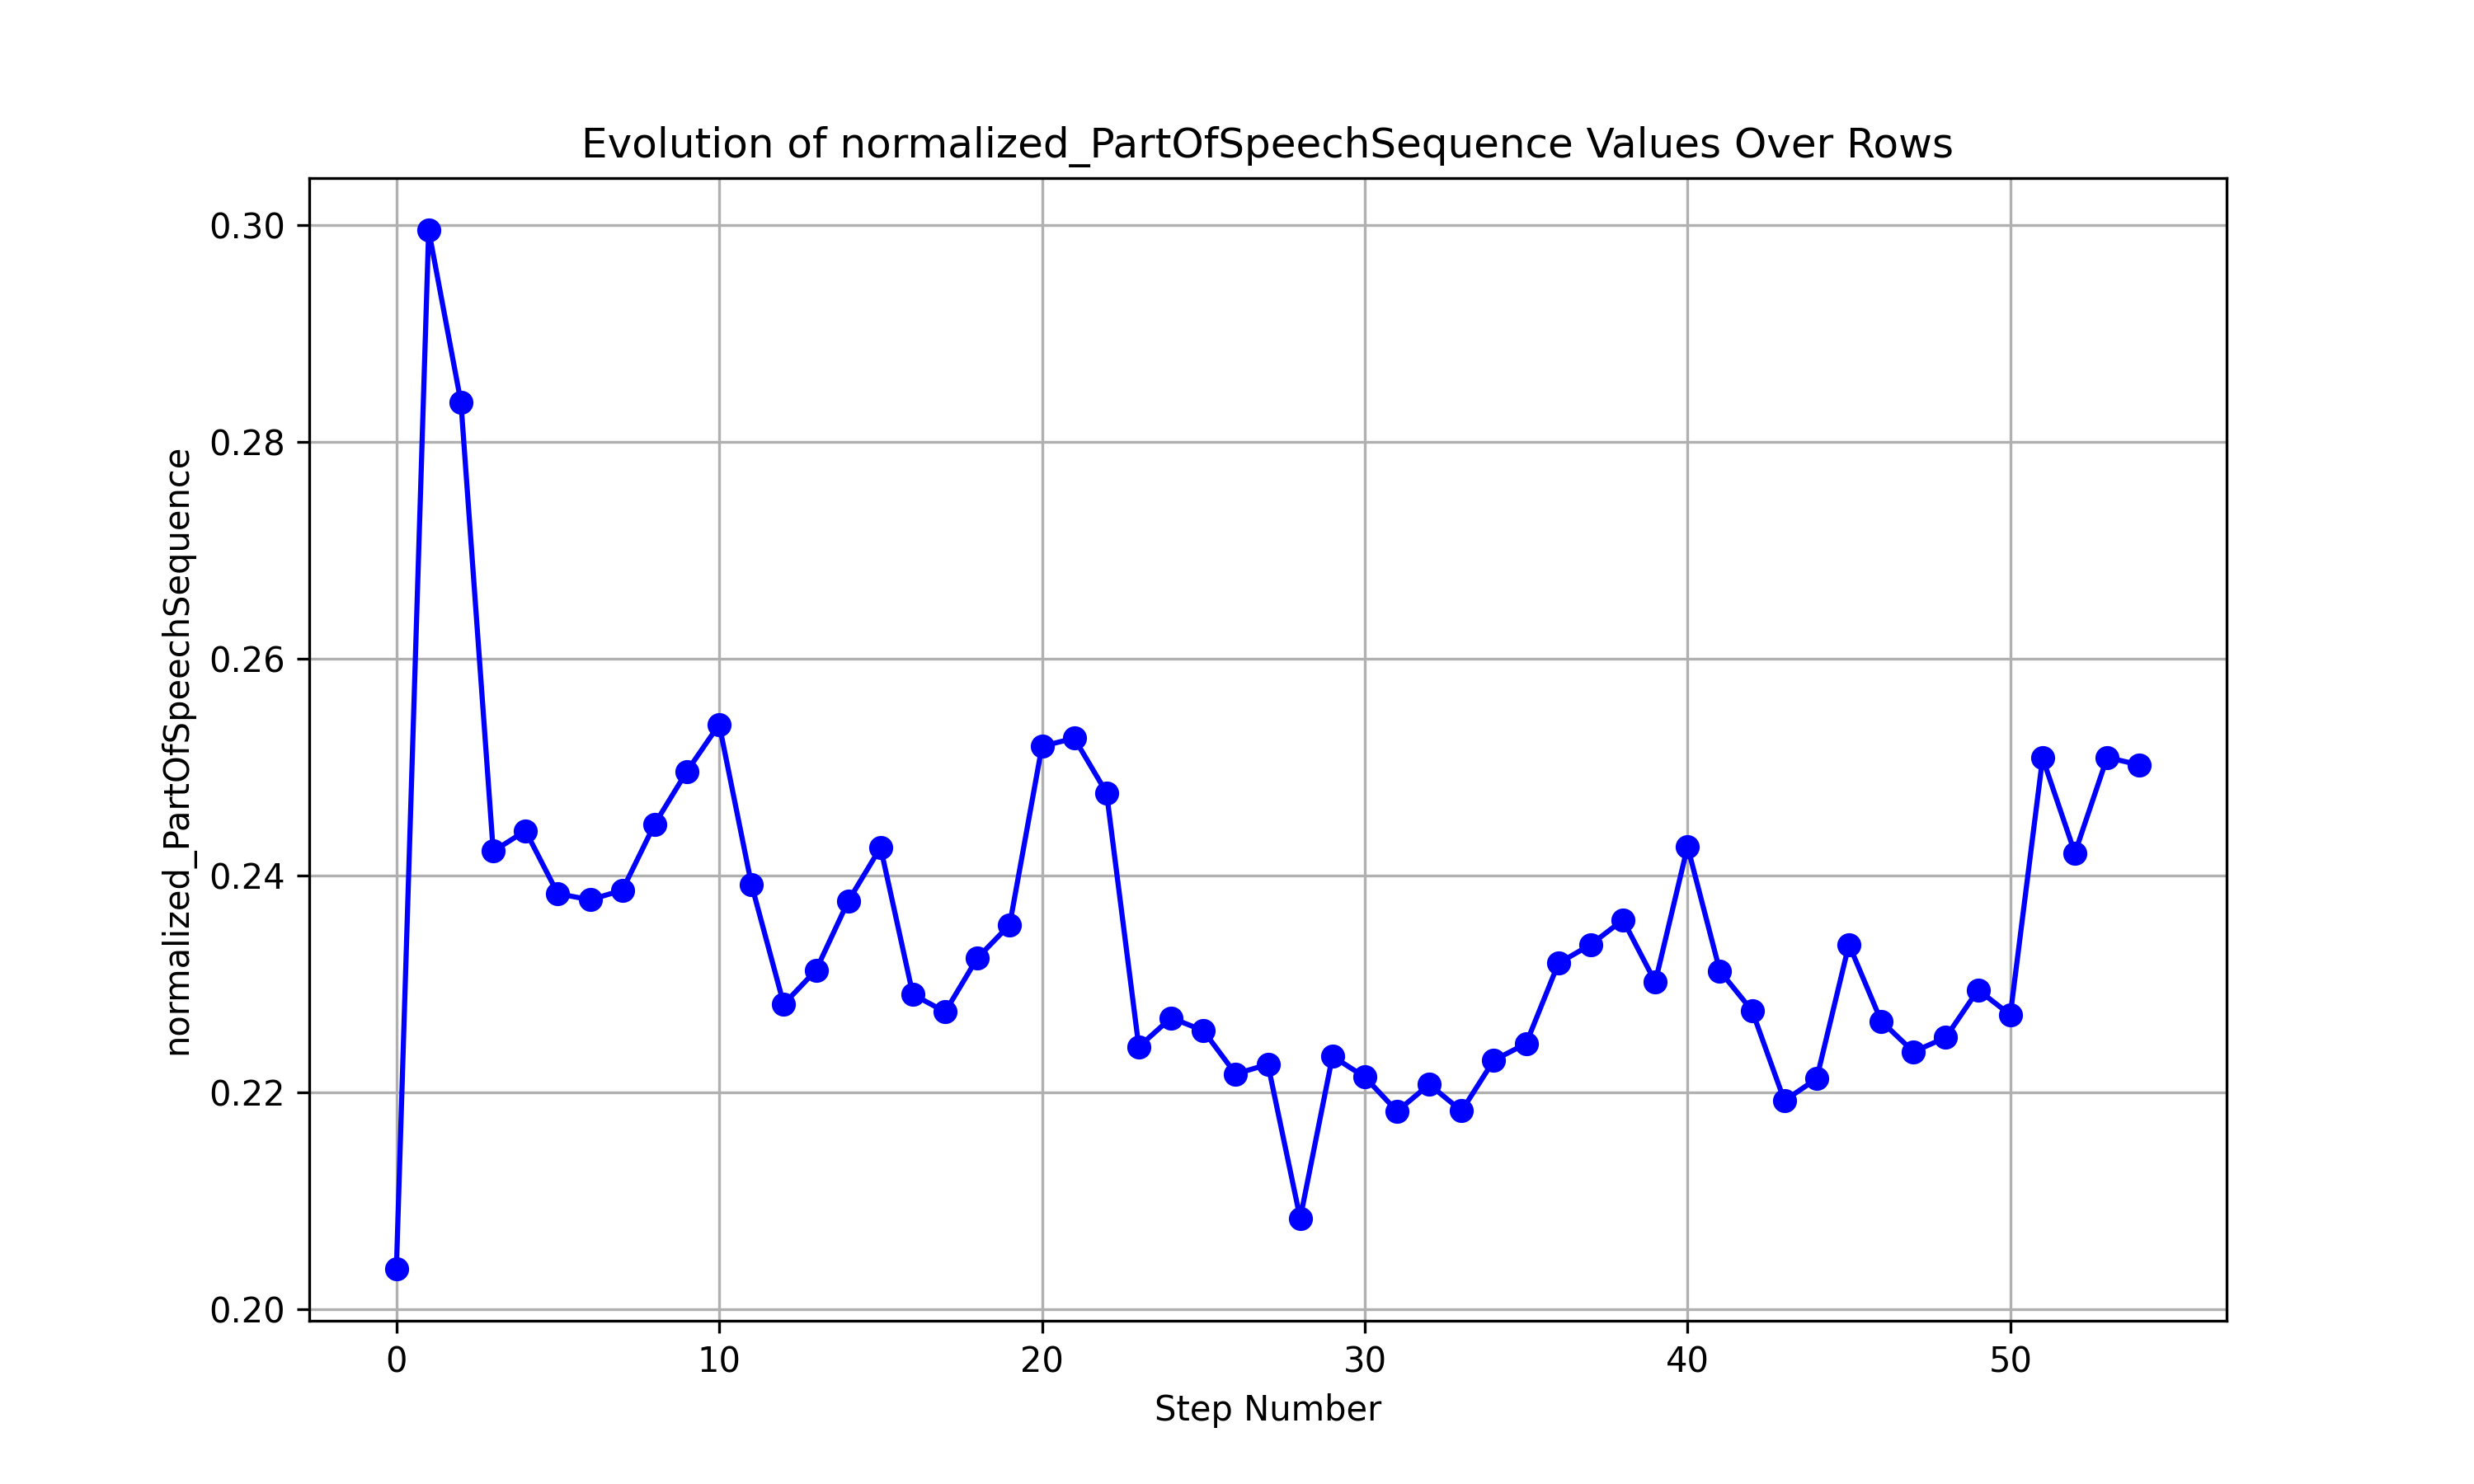 Evolution of normalized_PartOfSpeechSequence Values Over Rows
normalized_PartOfSpeechSequence
0.30
0.28
0.26
0.24
0.22
0.20
0 10 20 30 40 50
Step Number